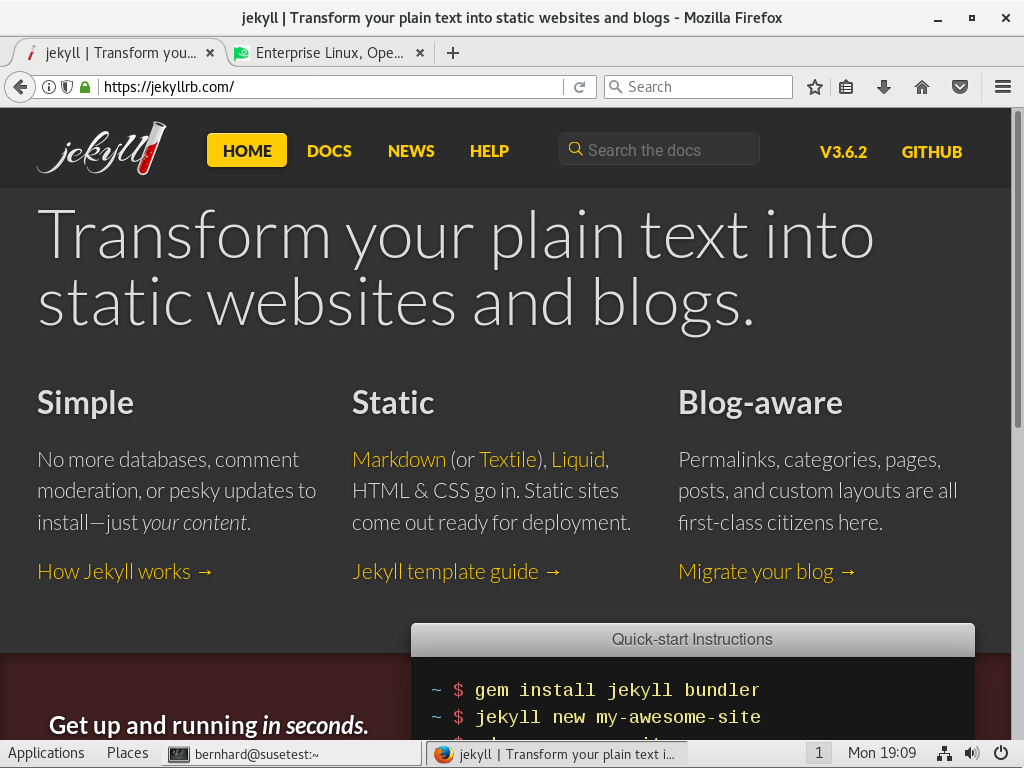 jekyll | Transform your plain text into static websites and blogs - Mozilla Firefox
jekyll | Transform you... Enterprise Linux, Ope...
https://jekyllrb.com/ Search
jekyll HOME DOCS NEWS HELP Search the docs V3.6.2 GITHUB
Transform your plain text into
static websites and blogs.
Simple
No more databases, comment
moderation, or pesky updates to
install—just your content.
How Jekyll works →
Static
Markdown (or Textile), Liquid,
HTML & CSS go in. Static sites
come out ready for deployment.
Jekyll template guide →
Blog-aware
Permalinks, categories, pages,
posts, and custom layouts are all
first-class citizens here.
Migrate your blog →
Get up and running in seconds.
Quick-start Instructions
~ $ gem install jekyll bundler
~ $ jekyll new my-awesome-site
Applications Places bernhard@susetest:~ jekyll | Transform your plain text i... 1 Mon 19:09